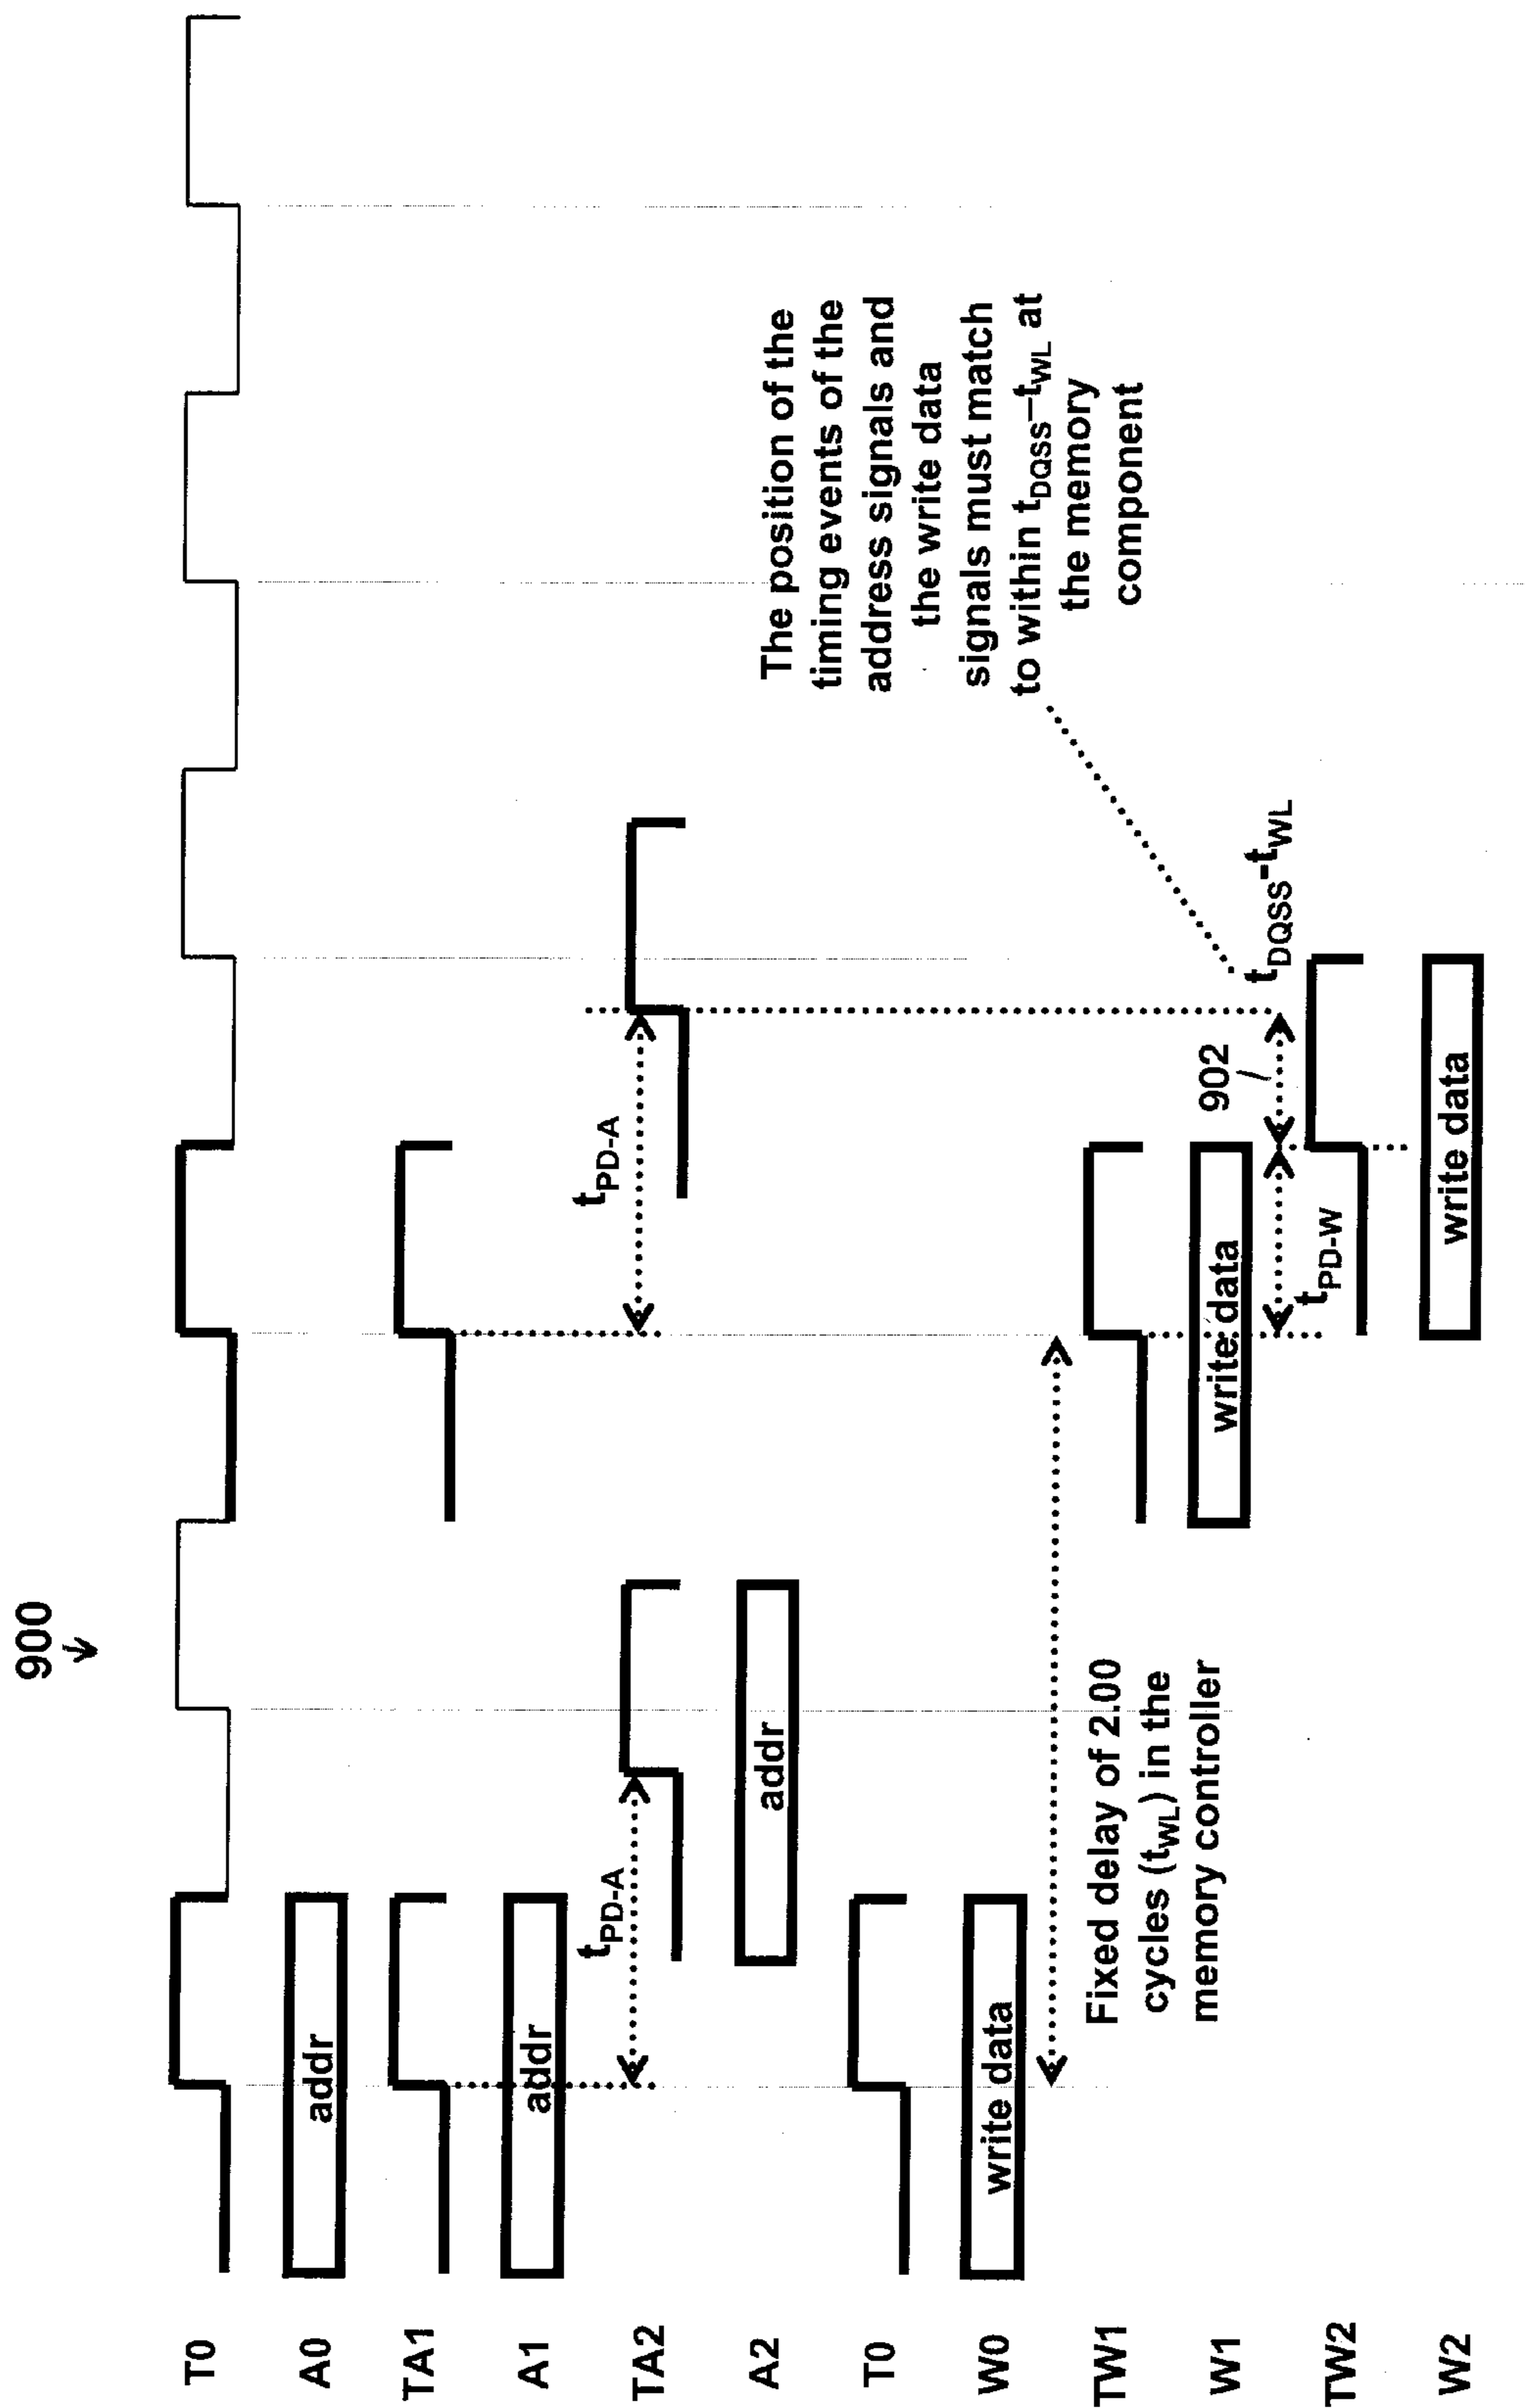 900
T0
A0
addr
TA1
A1
addr
TA2
tPD-A
tPD-A
A2
addr
T0
W0
write data
Fixed delay of 2.00
cycles (tWL) in the
memory controller
The position of the
timing events of the
address signals and
the write data
signals must match
to within tDQSS-tWL at
the memory
component
TW1
W1
write data
902
tDQSS-tWL
TW2
tPD-W
W2
write data